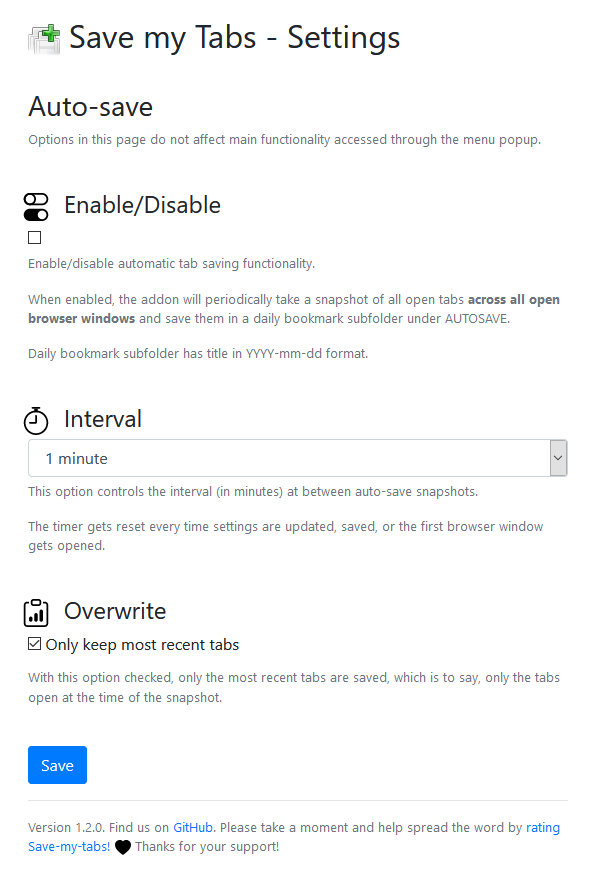 Save my Tabs - Settings
Auto-save
Options in this page do not affect main functionality accessed through the menu popup.
Enable/Disable
Enable/disable automatic tab saving functionality.
When enabled, the addon will periodically take a snapshot of all open tabs across all open
browser windows and save them in a daily bookmark subfolder under AUTOSAVE.
Daily bookmark subfolder has title in YYYY-mm-dd format.
Interval
1 minute
This option controls the interval (in minutes) at between auto-save snapshots.
The timer gets reset every time settings are updated, saved, or the first browser window
gets opened.
Overwrite
Only keep most recent tabs
With this option checked, only the most recent tabs are saved, which is to say, only the tabs
open at the time of the snapshot.
Save
Version 1.2.0. Find us on GitHub. Please take a moment and help spread the word by rating
Save-my-tabs! Thanks for your support!